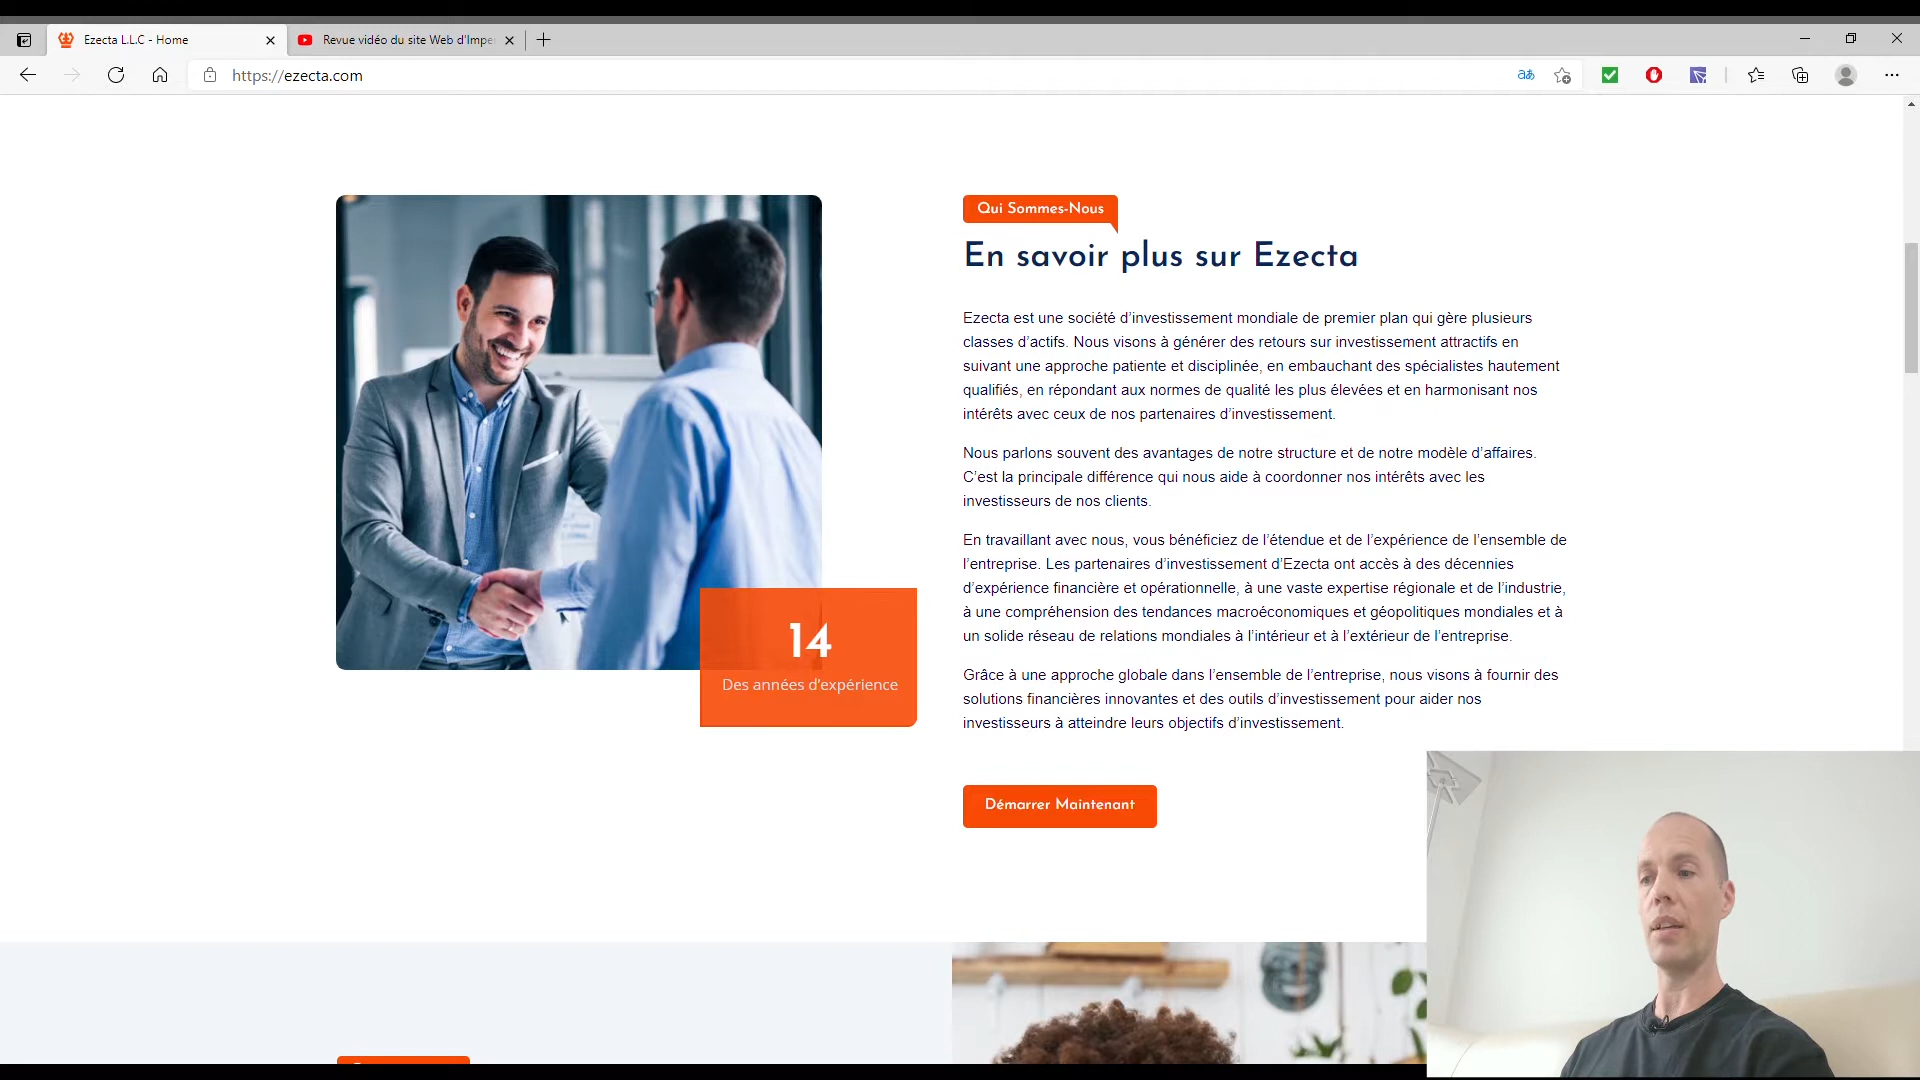 Ezecta L.L.C - Home
Revue vidéo du site Web d'Impe
https://ezecta.com
Qui Sommes-Nous
En savoir plus sur Ezecta
Ezecta est une société d’investissement mondiale de premier plan qui gère plusieurs
classes d’actifs. Nous visons à générer des retours sur investissement attractifs en
suivant une approche patiente et disciplinée, en embauchant des spécialistes hautement
qualifiés, en répondant aux normes de qualité les plus élevées et en harmonisant nos
intérêts avec ceux de nos partenaires d’investissement.
Nous parlons souvent des avantages de notre structure et de notre modèle d’affaires.
C’est la principale différence qui nous aide à coordonner nos intérêts avec les
investisseurs de nos clients.
En travaillant avec nous, vous bénéficiez de l’étendue et de l’expérience de l’ensemble de
l’entreprise. Les partenaires d’investissement d’Ezecta ont accès à des décennies
d’expérience financière et opérationnelle, à une vaste expertise régionale et de l’industrie,
à une compréhension des tendances macroéconomiques et géopolitiques mondiales et à
un solide réseau de relations mondiales à l’intérieur et à l’extérieur de l’entreprise.
Grâce à une approche globale dans l’ensemble de l’entreprise, nous visons à fournir des
solutions financières innovantes et des outils d’investissement pour aider nos
investisseurs à atteindre leurs objectifs d’investissement.
14
Des années d'expérience
Démarrer Maintenant